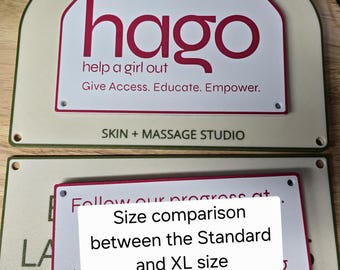 hago
help a girl out
Give Access. Educate. Empower.
SKIN + MASSAGE STUDIO
Follow our progress at...
Size comparison
between the Standard
and XL size